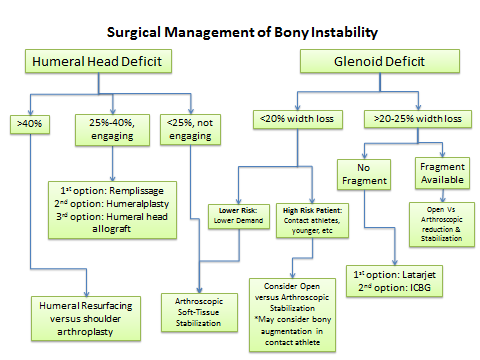 Surgical Management of Bony Instability
Humeral Head Deficit
Glenoid Deficit
>40%
25%-40%,
engaging
<25%, not
engaging
<20% width loss
>20-25% width loss
No
Fragment
Fragment
Available
1st option: Remplissage
2nd option: Humeralplasty
3rd option: Humeral head
allograft
Lower Risk:
Lower Demand
High Risk Patient:
Contact athletes,
younger, etc
Open Vs
Arthroscopic
reduction &
Stabilization
1st option: Latarjet
2nd option: ICBG
Humeral Resurfacing
versus shoulder
arthroplasty
Arthroscopic
Soft-Tissue
Stabilization
Consider Open
versus Arthroscopic
Stabilization
*May consider bony
augmentation in
contact athlete